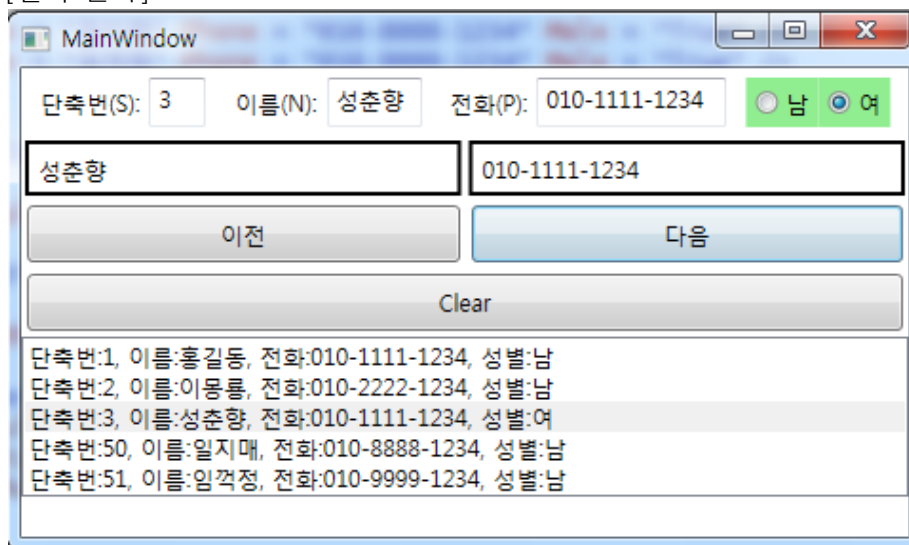 MainWindow
단축번(S): 3 이름(N): 성춘향 전화(P): 010-1111-1234 남 여
성춘향 010-1111-1234
이전 다음
Clear
단축번:1, 이름:홍길동, 전화:010-1111-1234, 성별:남
단축번:2, 이름:이몽룡, 전화:010-2222-1234, 성별:남
단축번:3, 이름:성춘향, 전화:010-1111-1234, 성별:여
단축번:50, 이름:일지매, 전화:010-8888-1234, 성별:남
단축번:51, 이름:임꺽정, 전화:010-9999-1234, 성별:남